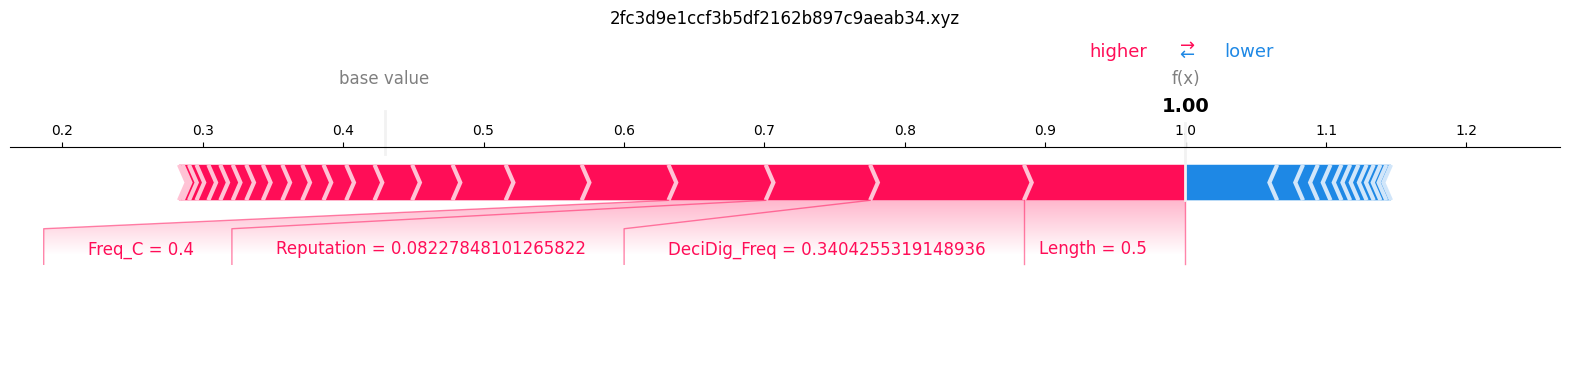 2fc3d9e1ccf3b5df2162b897c9aeab34.xyz
higher → ← lower
base value f(x)
1.00
0.2 0.3 0.4 0.5 0.6 0.7 0.8 0.9 1.0 1.1 1.2
Freq_C = 0.4 Reputation = 0.08227848101265822 DeciDig_Freq = 0.3404255319148936 Length = 0.5